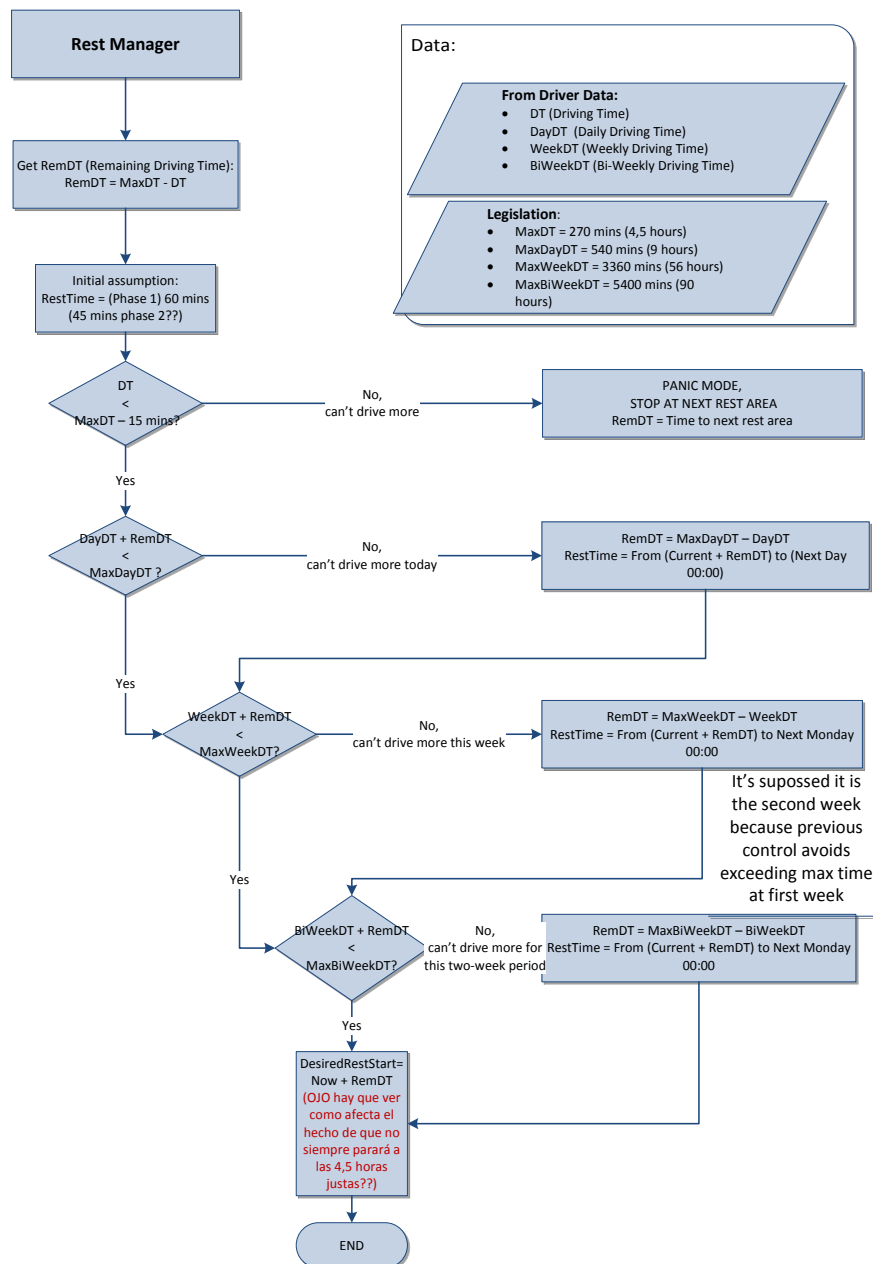 Rest Manager
Data:
From Driver Data:
• DT (Driving Time)
• DayDT (Daily Driving Time)
• WeekDT (Weekly Driving Time)
• BiWeekDT (Bi-Weekly Driving Time)
Get RemDT (Remaining Driving Time):
RemDT = MaxDT - DT
Legislation:
• MaxDT = 270 mins (4,5 hours)
• MaxDayDT = 540 mins (9 hours)
• MaxWeekDT = 3360 mins (56 hours)
• MaxBiWeekDT = 5400 mins (90
hours)
Initial assumption:
RestTime = (Phase 1) 60 mins
(45 mins phase 2??)
DT
<
MaxDT – 15 mins?
No,
can't drive more
PANIC MODE,
STOP AT NEXT REST AREA
RemDT = Time to next rest area
Yes
DayDT + RemDT
<
MaxDayDT ?
No,
can't drive more today
RemDT = MaxDayDT – DayDT
RestTime = From (Current + RemDT) to (Next Day
00:00)
Yes
WeekDT + RemDT
<
MaxWeekDT?
No,
can't drive more this week
RemDT = MaxWeekDT – WeekDT
RestTime = From (Current + RemDT) to Next Monday
00:00
It's supossed it is
the second week
because previous
control avoids
exceeding max time
at first week
Yes
BiWeekDT + RemDT
<
MaxBiWeekDT?
No,
can't drive more for
this two-week period
RemDT = MaxBiWeekDT – BiWeekDT
RestTime = From (Current + RemDT) to Next Monday
00:00
Yes
DesiredRestStart=
Now + RemDT
(OJO hay que ver
como afecta el
hecho de que no
siempre parará a
las 4,5 horas
justas??)
END